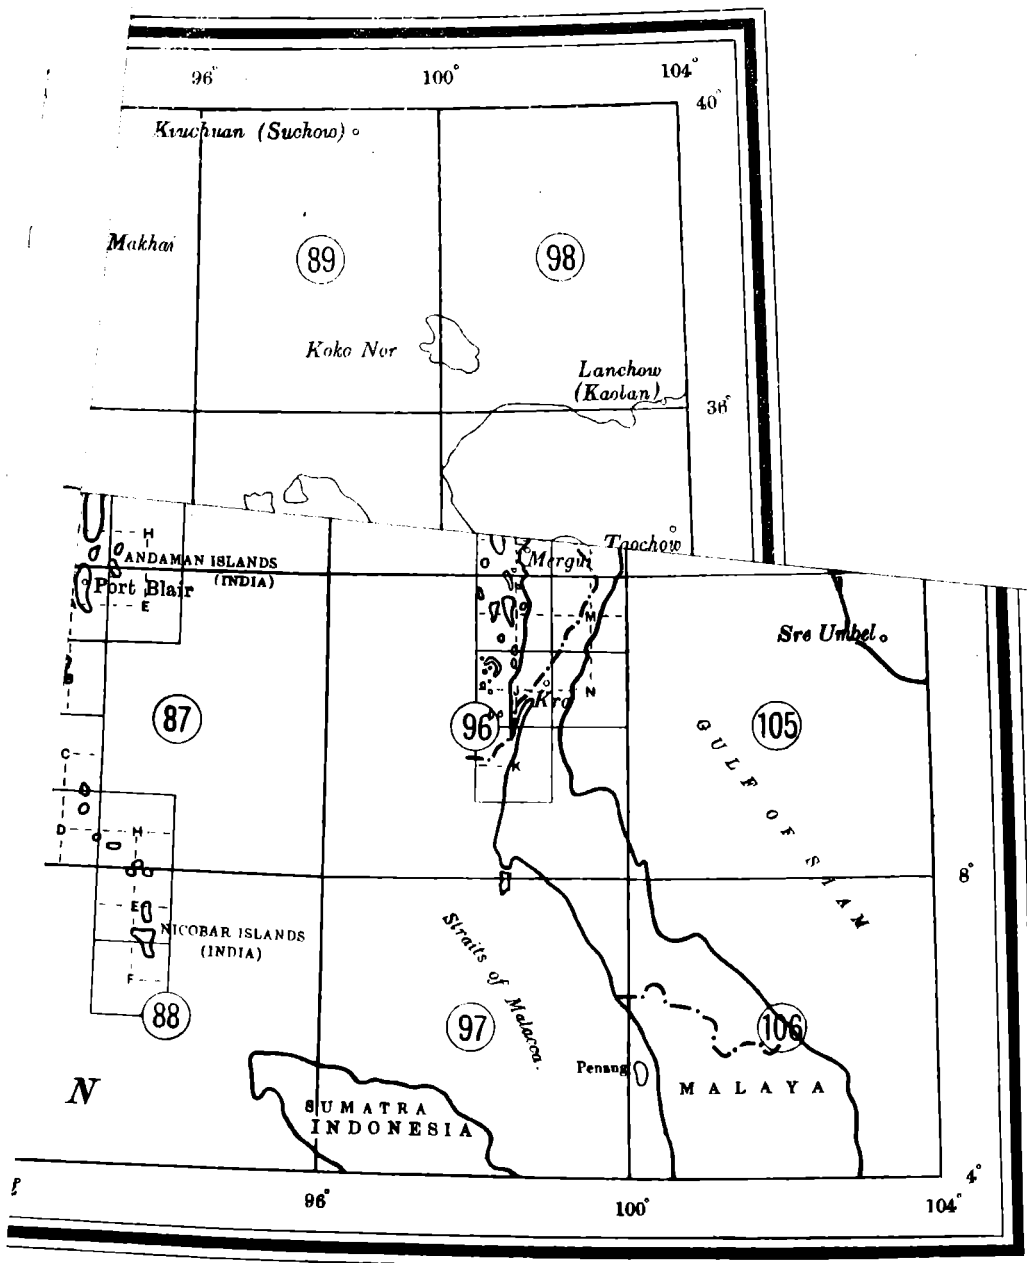 96° 100° 104°
40°
Kiuchuan (Suchow)
Makhai
89
98
Koko Nor
Lanchow
(Kaolan)
36°
H
Taochow
Mergui
ANDAMAN ISLANDS
(INDIA)
Port Blair
E
M
Sre Umbel
B
J
N
Kra
87
96
105
GULF OF SIAM
C
K
D
H
8°
E
NICOBAR ISLANDS
(INDIA)
Straits of Malacca.
F
88
97
106
Penang
MALAYA
N
SUMATRA
INDONESIA
4°
96° 100° 104°